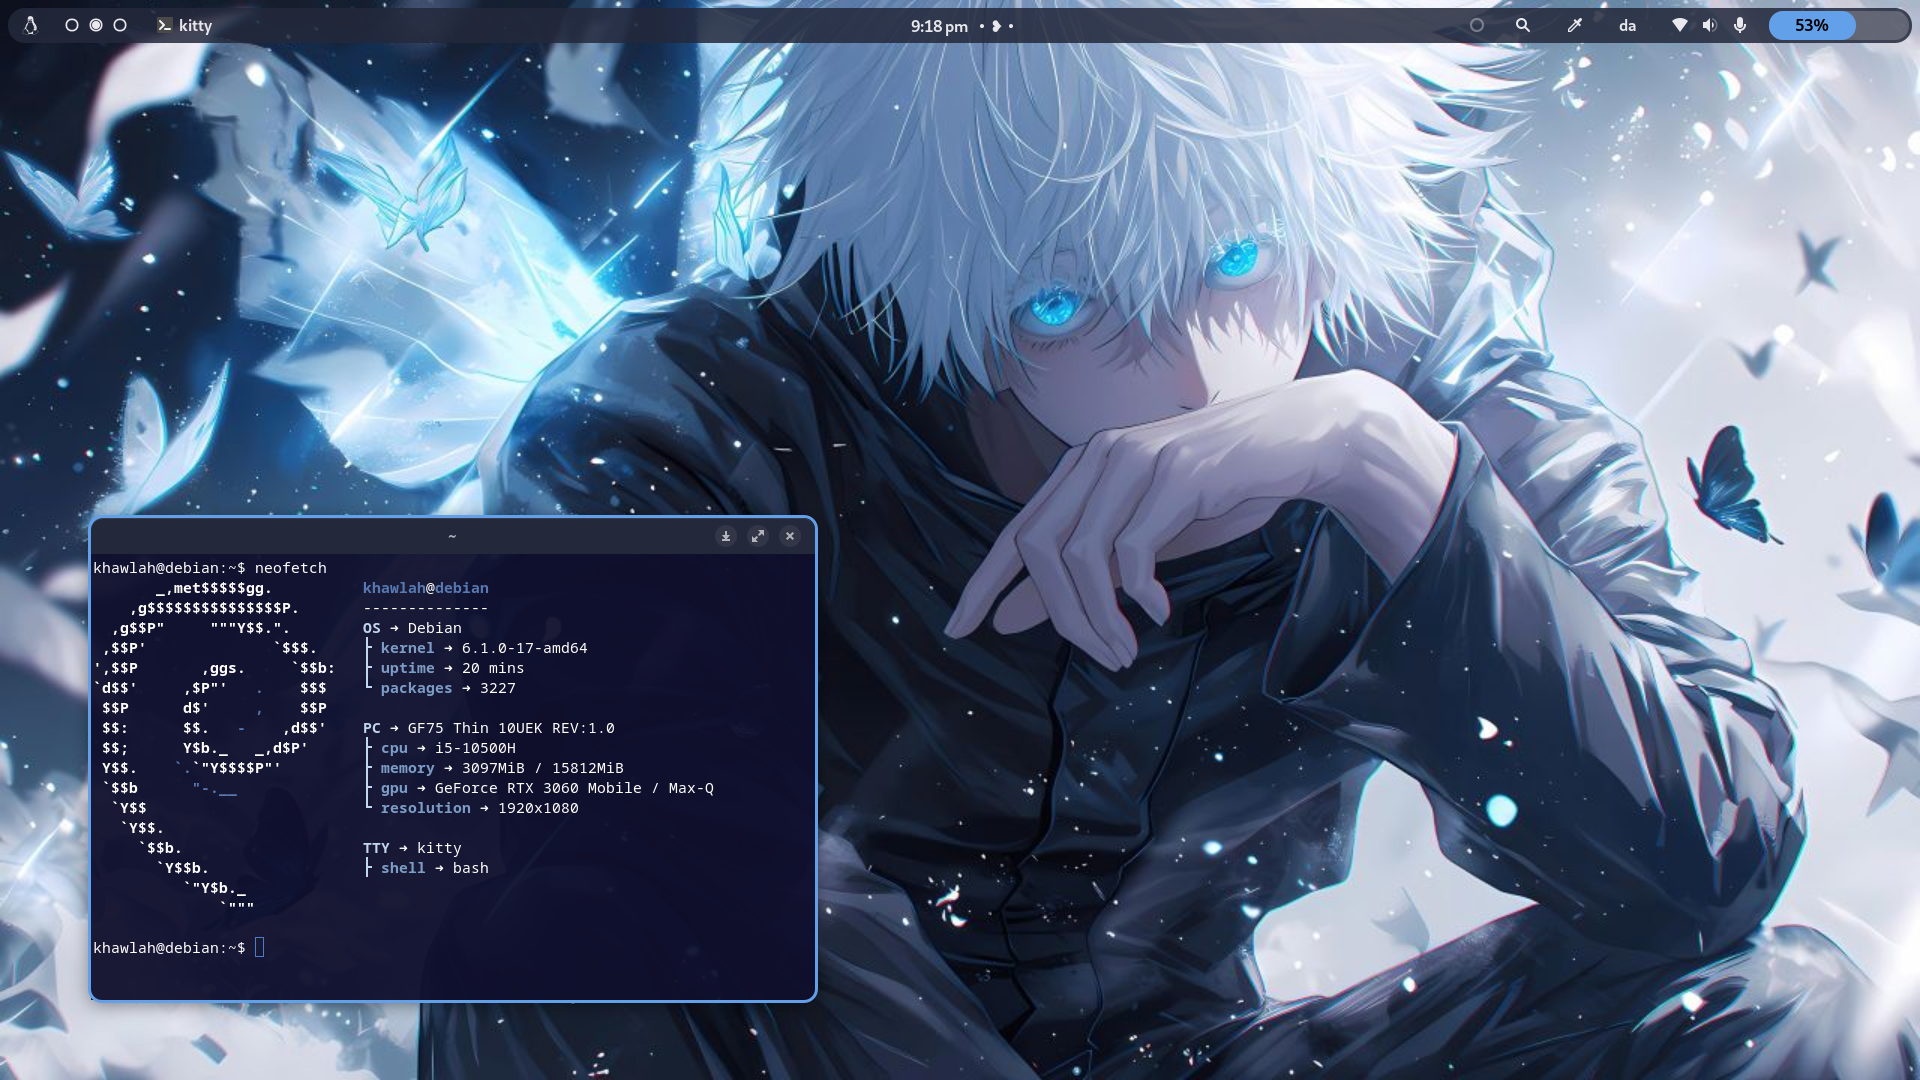 kitty
9:18 pm
da
53%
~
khawlah@debian:~$ neofetch
       _,met$$$$$gg.          khawlah@debian
    ,g$$$$$$$$$$$$$$$P.       --------------
  ,g$$P"     """Y$$.".        OS ➜ Debian
 ,$$P'              `$$$.     ├ kernel ➜ 6.1.0-17-amd64
',$$P       ,ggs.     `$$b:   ├ uptime ➜ 20 mins
`d$$'     ,$P"'   .    $$$    └ packages ➜ 3227
 $$P      d$'     ,    $$P
 $$:      $$.   -    ,d$$'    PC ➜ GF75 Thin 10UEK REV:1.0
 $$;      Y$b._   _,d$P'      ├ cpu ➜ i5-10500H
 Y$$.    `.`"Y$$$$P"'         ├ memory ➜ 3097MiB / 15812MiB
 `$$b      "-.__              ├ gpu ➜ GeForce RTX 3060 Mobile / Max-Q
  `Y$$                        └ resolution ➜ 1920x1080
   `Y$$.
     `$$b.                    TTY ➜ kitty
       `Y$$b.                 ├ shell ➜ bash
          `"Y$b._
              `"""
khawlah@debian:~$